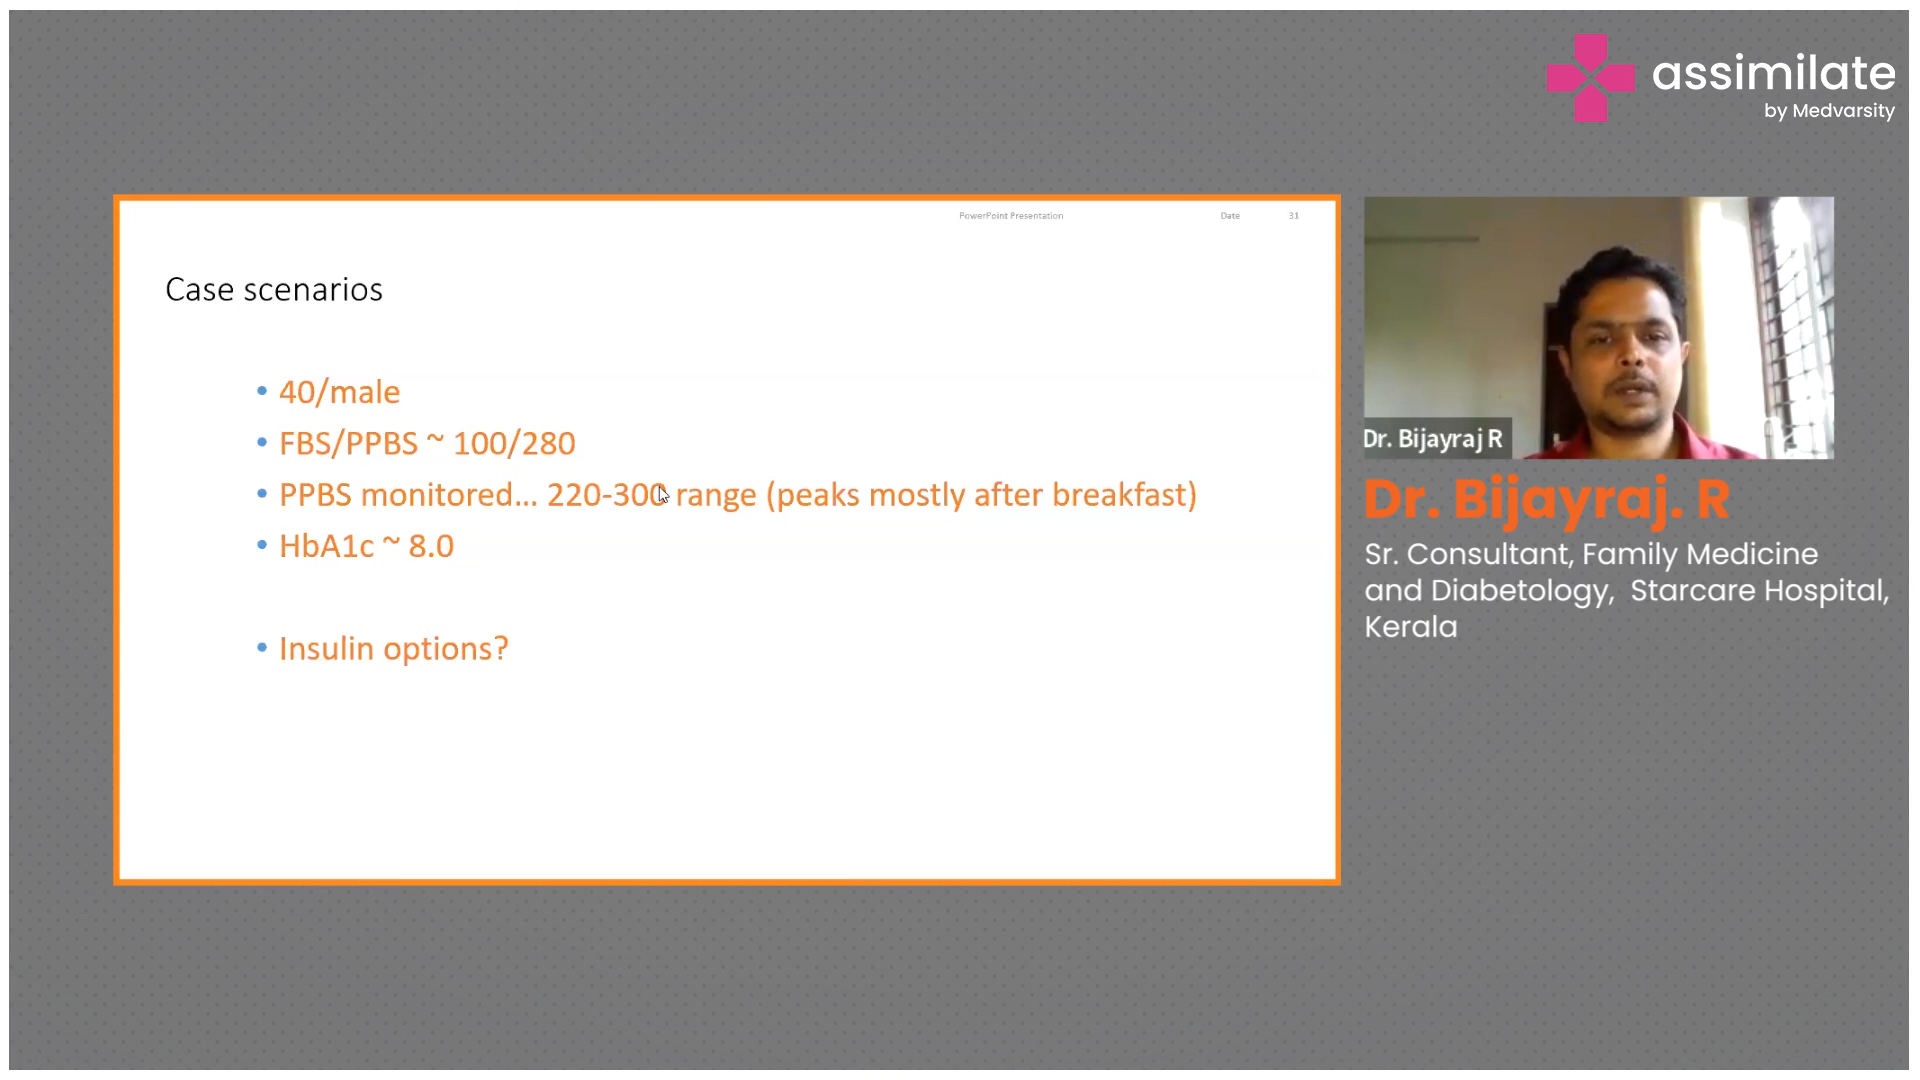 assimilate
by Medvarsity
PowerPoint Presentation Date 31
Case scenarios
• 40/male
• FBS/PPBS ~ 100/280
• PPBS monitored... 220-300 range (peaks mostly after breakfast)
• HbA1c ~ 8.0
• Insulin options?
Dr. Bijayraj R
Dr. Bijayraj. R
Sr. Consultant, Family Medicine
and Diabetology, Starcare Hospital,
Kerala